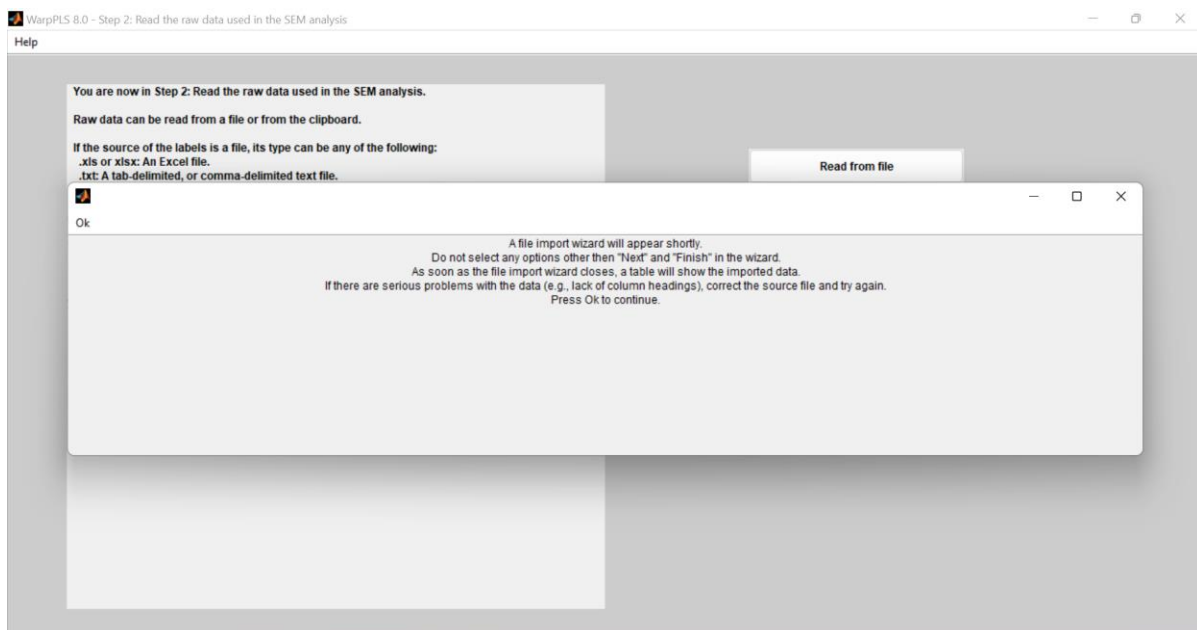 WarpPLS 8.0 - Step 2: Read the raw data used in the SEM analysis
Help
You are now in Step 2: Read the raw data used in the SEM analysis.
Raw data can be read from a file or from the clipboard.
If the source of the labels is a file, its type can be any of the following:
.xls or xlsx: An Excel file.
.txt: A tab-delimited, or comma-delimited text file.
Read from file
Ok
A file import wizard will appear shortly.
Do not select any options other then "Next" and "Finish" in the wizard.
As soon as the file import wizard closes, a table will show the imported data.
If there are serious problems with the data (e.g., lack of column headings), correct the source file and try again.
Press Ok to continue.